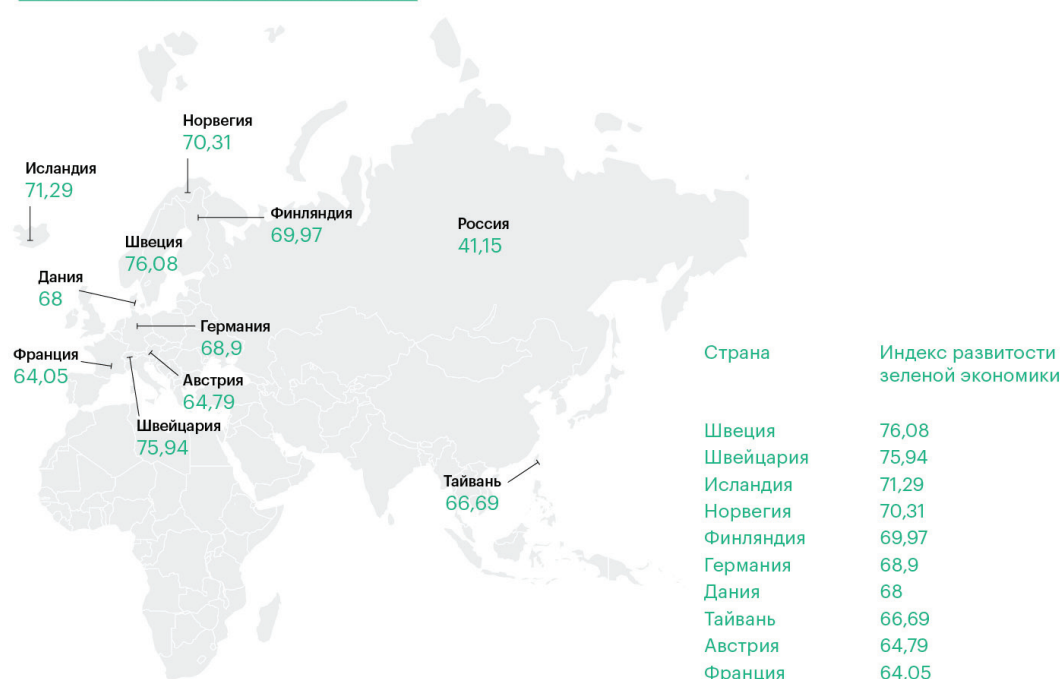 Норвегия
70,31
Исландия
71,29
Финляндия
69,97
Россия
41,15
Швеция
76,08
Дания
68
Германия
68,9
Франция
64,05
Австрия
64,79
Швейцария
75,94
Тайвань
66,69
Страна Индекс развитости
зеленой экономики
Швеция 76,08
Швейцария 75,94
Исландия 71,29
Норвегия 70,31
Финляндия 69,97
Германия 68,9
Дания 68
Тайвань 66,69
Австрия 64,79
Франция 64,05